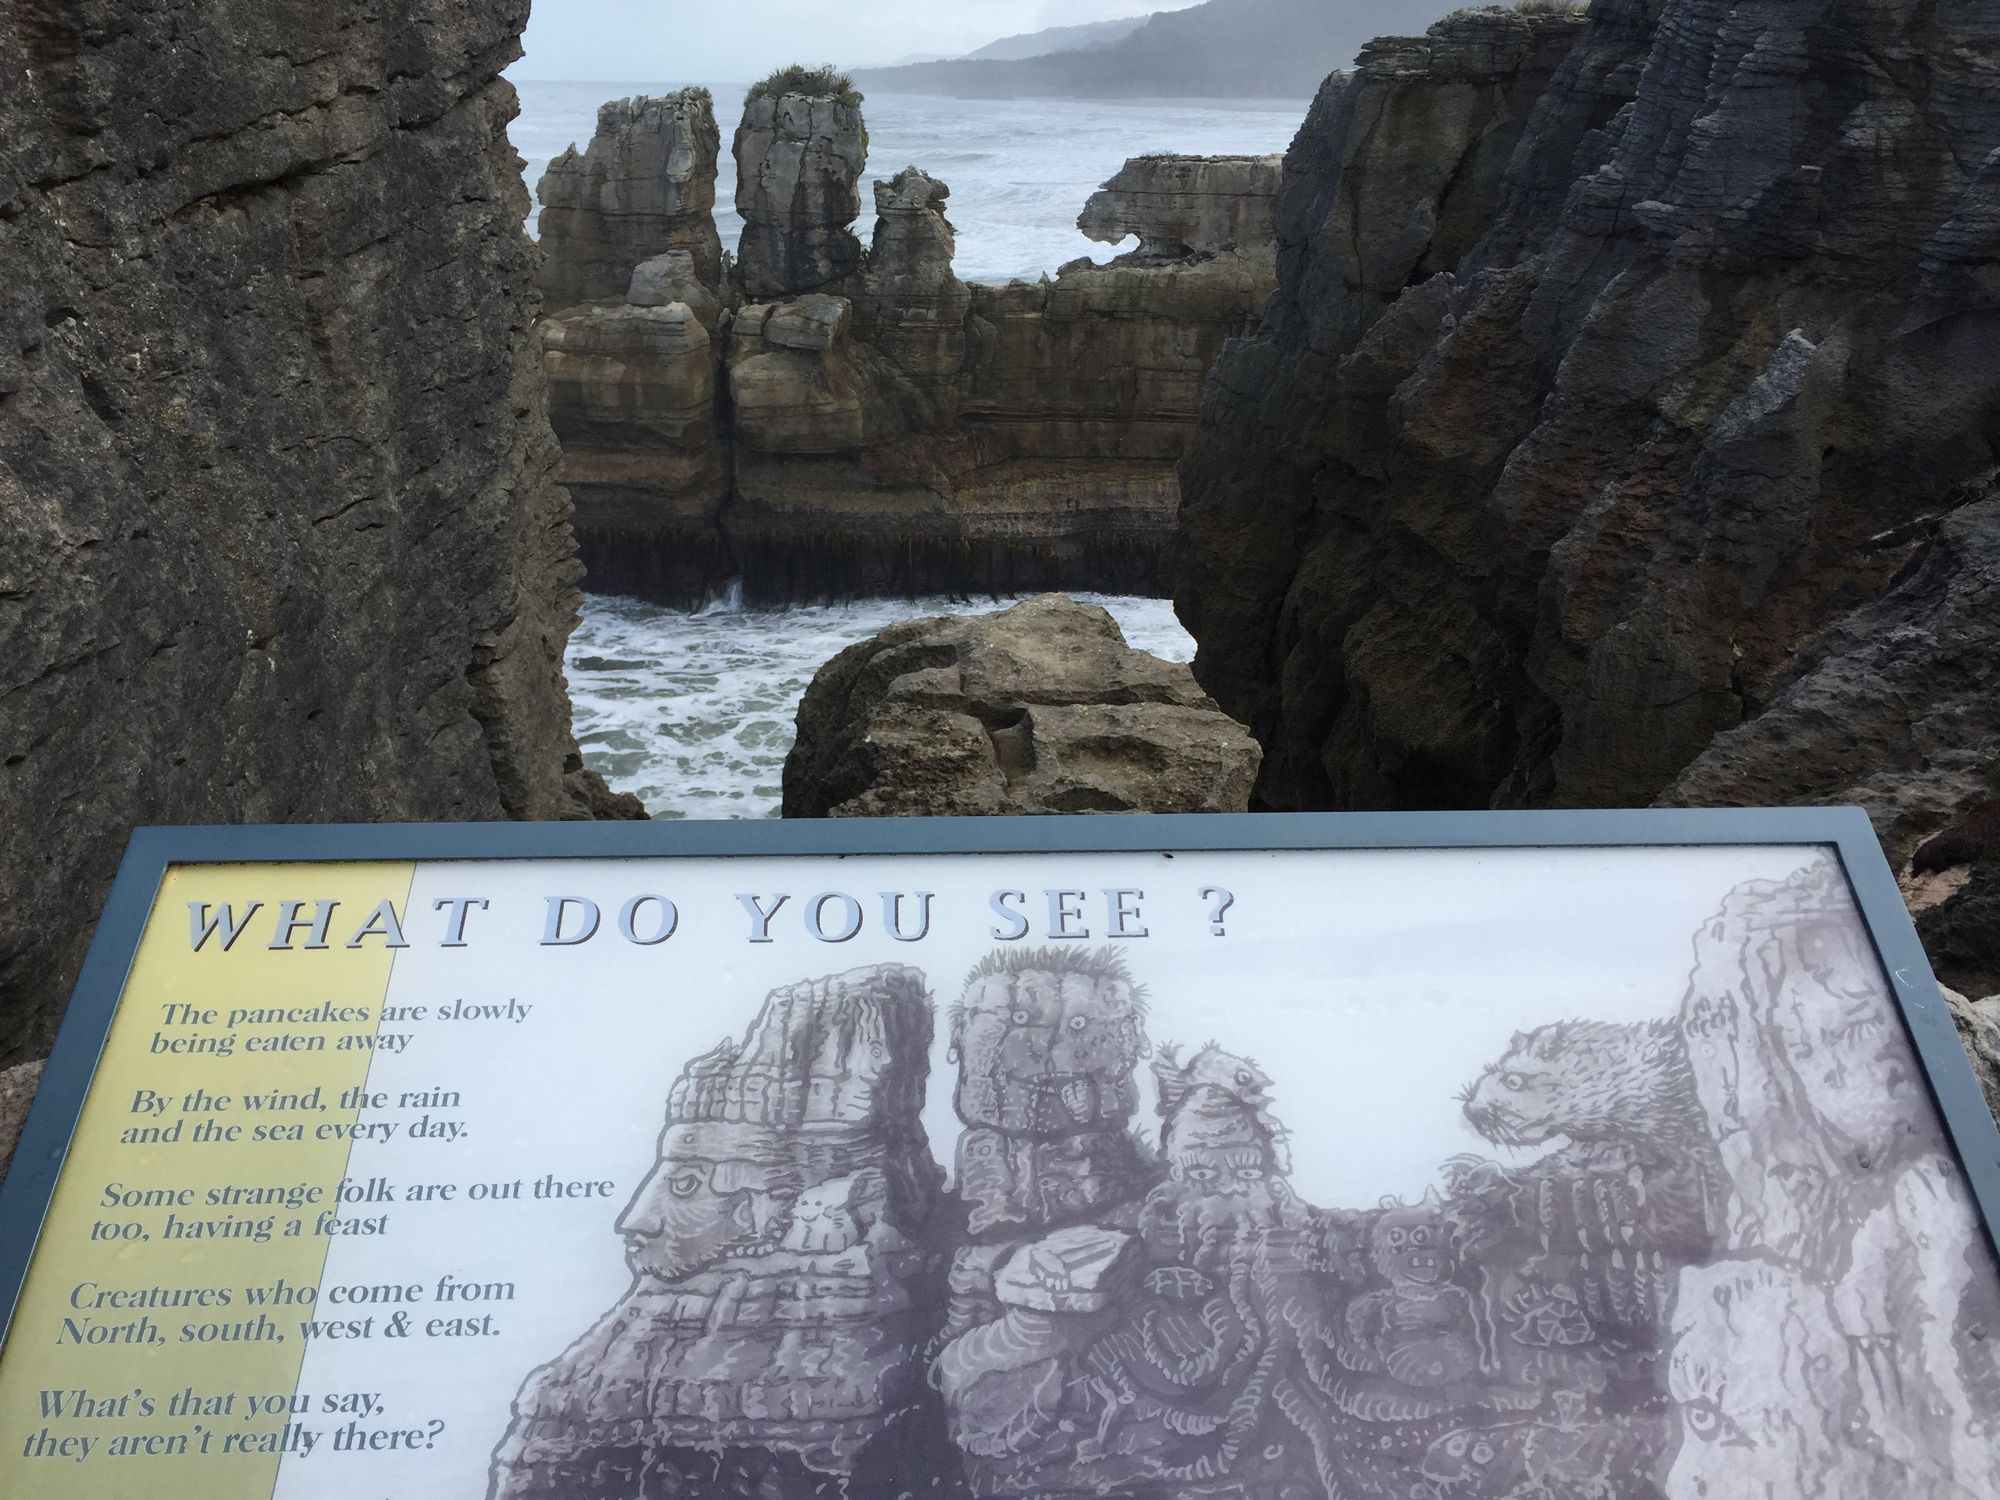 WHAT DO YOU SEE ?
The pancakes are slowly
being eaten away
By the wind, the rain
and the sea every day.
Some strange folk are out there
too, having a feast
Creatures who come from
North, south, west & east.
What's that you say,
they aren't really there?